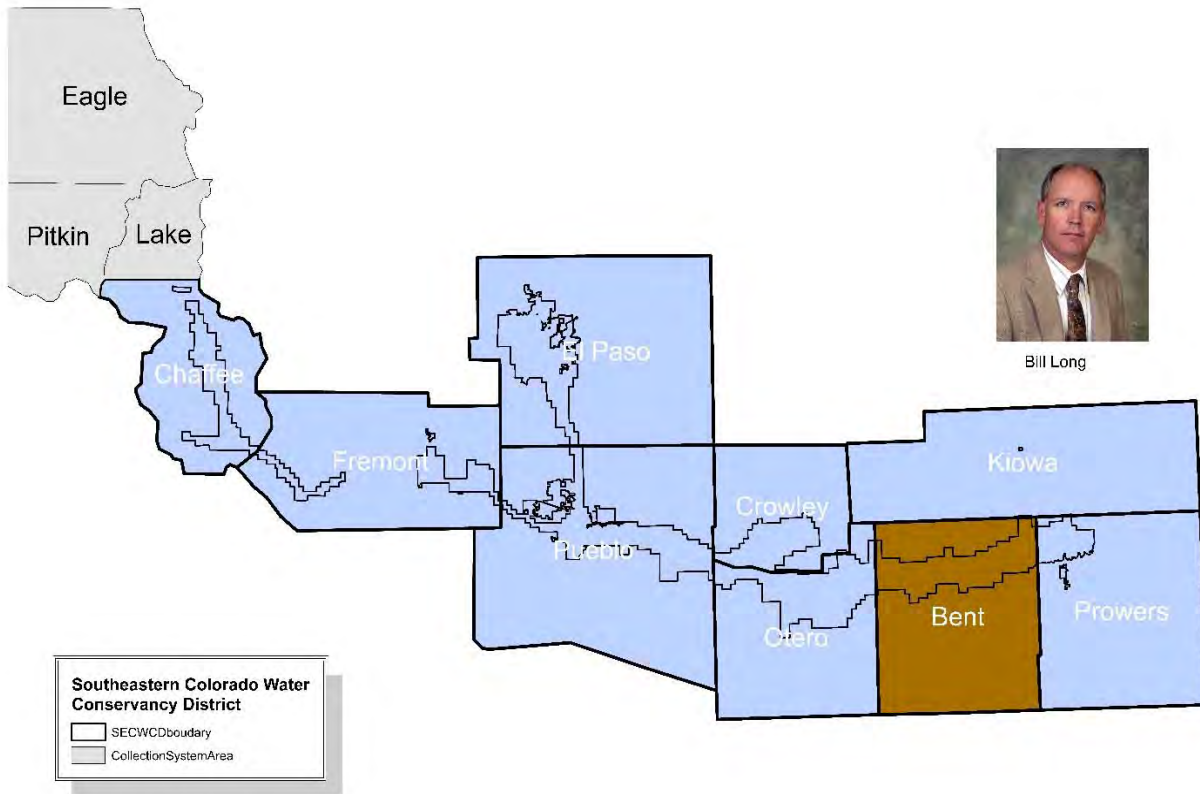 Eagle
Pitkin
Lake
Chaffee
Fremont
El Paso
Pueblo
Crowley
Otero
Kiowa
Bent
Prowers
Bill Long
Southeastern Colorado Water
Conservancy District
SECWCDboudary
CollectionSystemArea